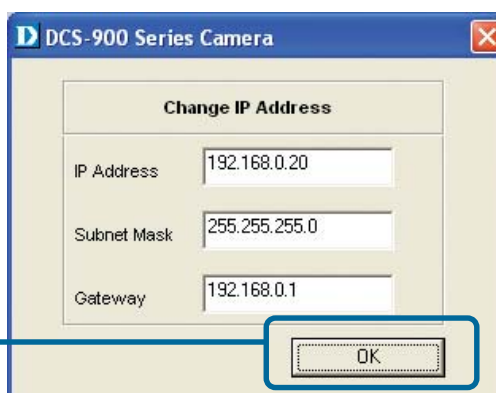 D DCS-900 Series Camera
Change IP Address
IP Address 192.168.0.20
Subnet Mask 255.255.255.0
Gateway 192.168.0.1
OK